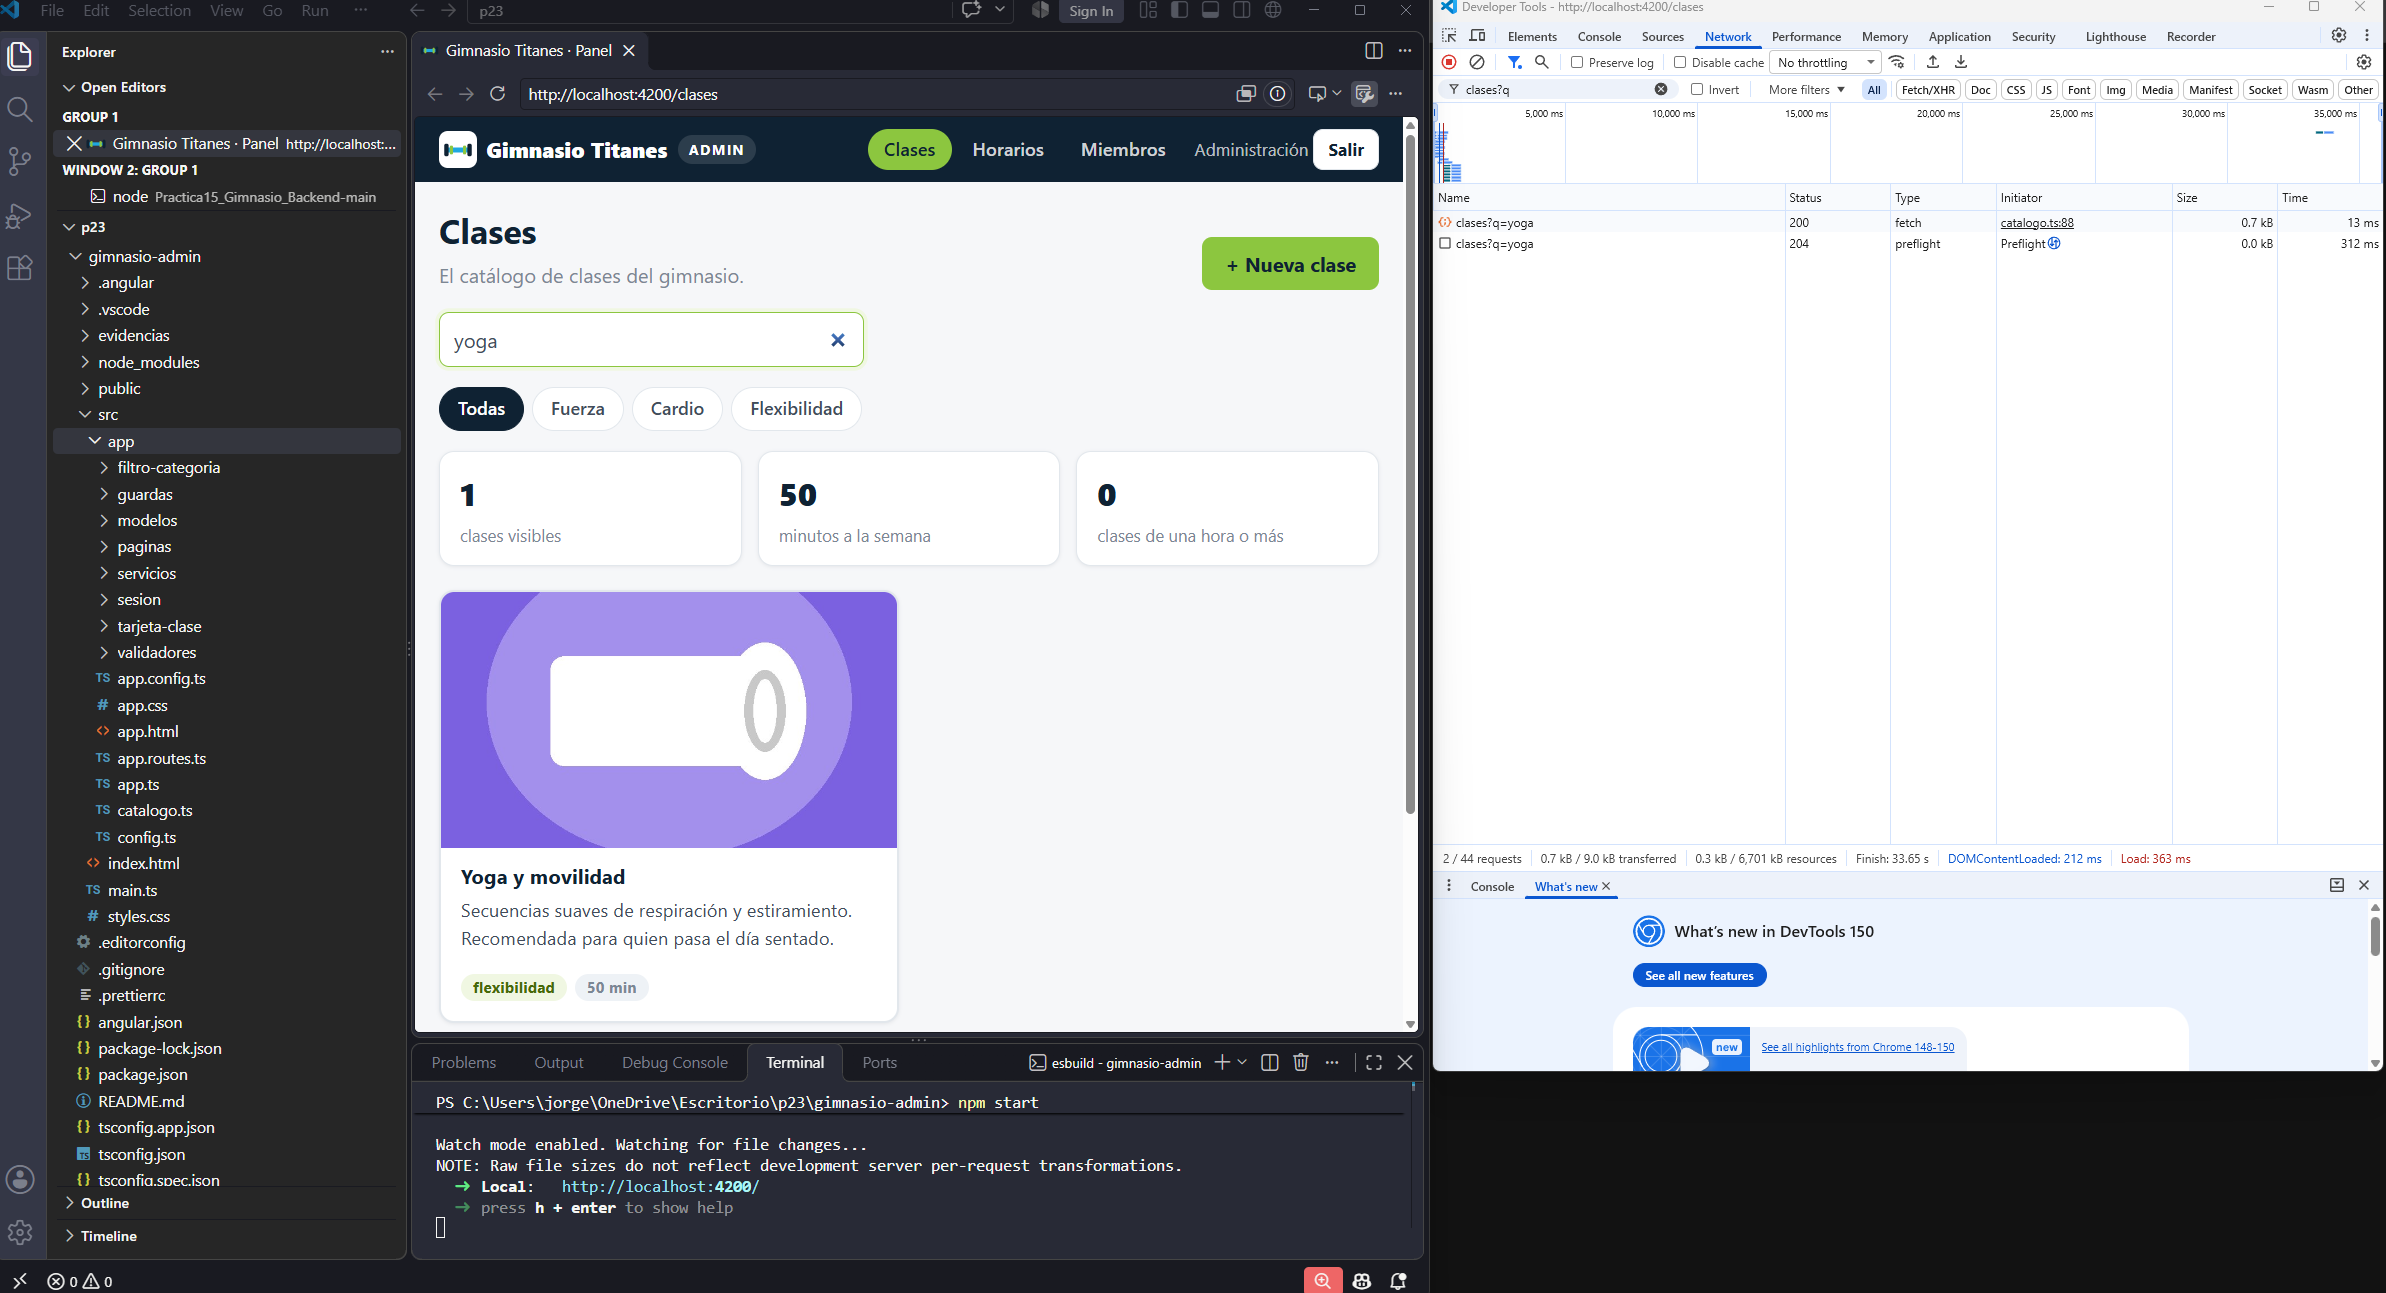 File Edit Selection View Go Run ··· p23 Sign In
Explorer ···
Open Editors
GROUP 1
Gimnasio Titanes · Panel http://localhost:...
WINDOW 2: GROUP 1
node Practica15_Gimnasio_Backend-main
p23
gimnasio-admin
.angular
.vscode
evidencias
node_modules
public
src
app
filtro-categoria
guardas
modelos
paginas
servicios
sesion
tarjeta-clase
validadores
TS app.config.ts
# app.css
<> app.html
TS app.routes.ts
TS app.ts
TS catalogo.ts
TS config.ts
<> index.html
TS main.ts
# styles.css
.editorconfig
.gitignore
.prettierrc
{} angular.json
{} package-lock.json
{} package.json
README.md
{} tsconfig.app.json
tsconfig.json
{} tsconfig.spec.json
Outline
Timeline
0 0
Gimnasio Titanes · Panel
http://localhost:4200/clases
Gimnasio Titanes ADMIN Clases Horarios Miembros Administración Salir
Clases
El catálogo de clases del gimnasio.
+ Nueva clase
yoga
Todas Fuerza Cardio Flexibilidad
1 50 0
clases visibles minutos a la semana clases de una hora o más
Yoga y movilidad
Secuencias suaves de respiración y estiramiento.
Recomendada para quien pasa el día sentado.
flexibilidad 50 min
Problems Output Debug Console Terminal Ports esbuild - gimnasio-admin
PS C:\Users\jorge\OneDrive\Escritorio\p23\gimnasio-admin> npm start
Watch mode enabled. Watching for file changes...
NOTE: Raw file sizes do not reflect development server per-request transformations.
➜ Local: http://localhost:4200/
➜ press h + enter to show help
Developer Tools - http://localhost:4200/clases
Elements Console Sources Network Performance Memory Application Security Lighthouse Recorder
Preserve log Disable cache No throttling
clases?q Invert More filters All Fetch/XHR Doc CSS JS Font Img Media Manifest Socket Wasm Other
5,000 ms 10,000 ms 15,000 ms 20,000 ms 25,000 ms 30,000 ms 35,000 ms
Name Status Type Initiator Size Time
clases?q=yoga 200 fetch catalogo.ts:88 0.7 kB 13 ms
clases?q=yoga 204 preflight Preflight 0.0 kB 312 ms
2 / 44 requests 0.7 kB / 9.0 kB transferred 0.3 kB / 6,701 kB resources Finish: 33.65 s DOMContentLoaded: 212 ms Load: 363 ms
Console What's new
What's new in DevTools 150
See all new features
new See all highlights from Chrome 148-150